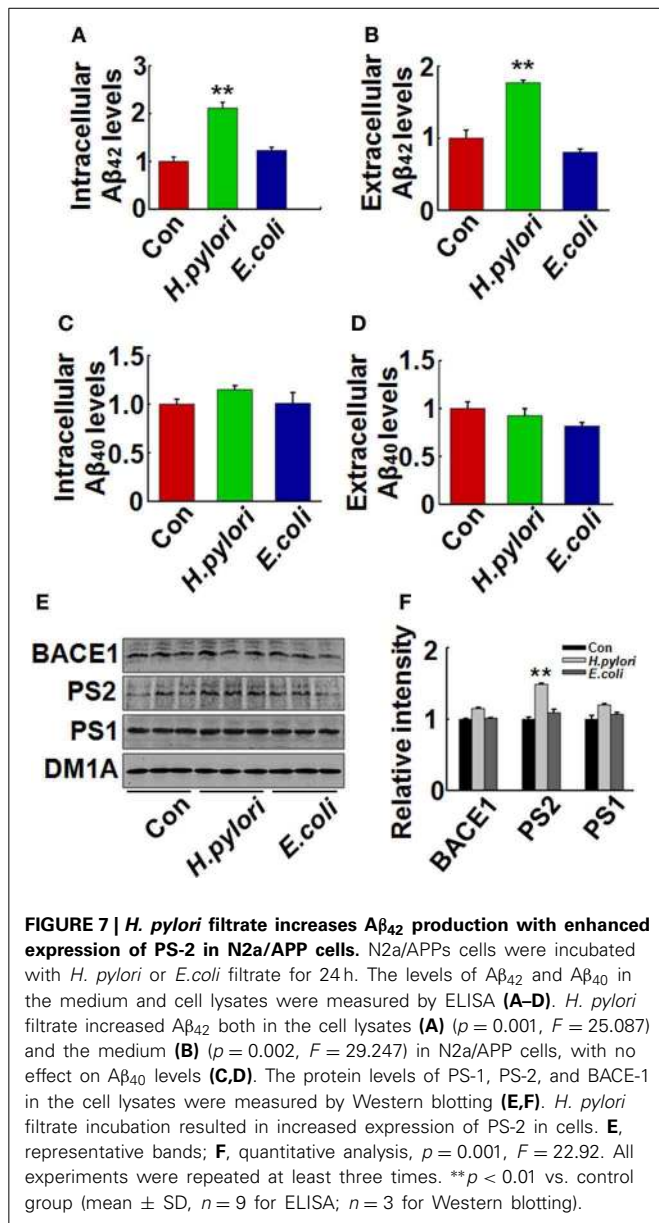 A
Intracellular
Aβ42 levels
3
2
1
0
**
Con
H.pylori
E.coli
B
Extracellular
Aβ42 levels
2
1
0
**
Con
H.pylori
E.coli
C
Intracellular
Aβ40 levels
1.5
1.0
0.5
0
Con
H.pylori
E.coli
D
Extracellular
Aβ40 levels
1.5
1.0
0.5
0
Con
H.pylori
E.coli
E
BACE1
PS2
PS1
DM1A
Con
H.pylori
E.coli
F
Relative intensity
2
1
0
**
Con
H.pylori
E.coli
BACE1
PS2
PS1
FIGURE 7 | H. pylori filtrate increases Aβ42 production with enhanced
expression of PS-2 in N2a/APP cells. N2a/APPs cells were incubated
with H. pylori or E.coli filtrate for 24 h. The levels of Aβ42 and Aβ40 in
the medium and cell lysates were measured by ELISA (A–D). H. pylori
filtrate increased Aβ42 both in the cell lysates (A) (p = 0.001, F = 25.087)
and the medium (B) (p = 0.002, F = 29.247) in N2a/APP cells, with no
effect on Aβ40 levels (C,D). The protein levels of PS-1, PS-2, and BACE-1
in the cell lysates were measured by Western blotting (E,F). H. pylori
filtrate incubation resulted in increased expression of PS-2 in cells. E,
representative bands; F, quantitative analysis, p = 0.001, F = 22.92. All
experiments were repeated at least three times. **p < 0.01 vs. control
group (mean ± SD, n = 9 for ELISA; n = 3 for Western blotting).